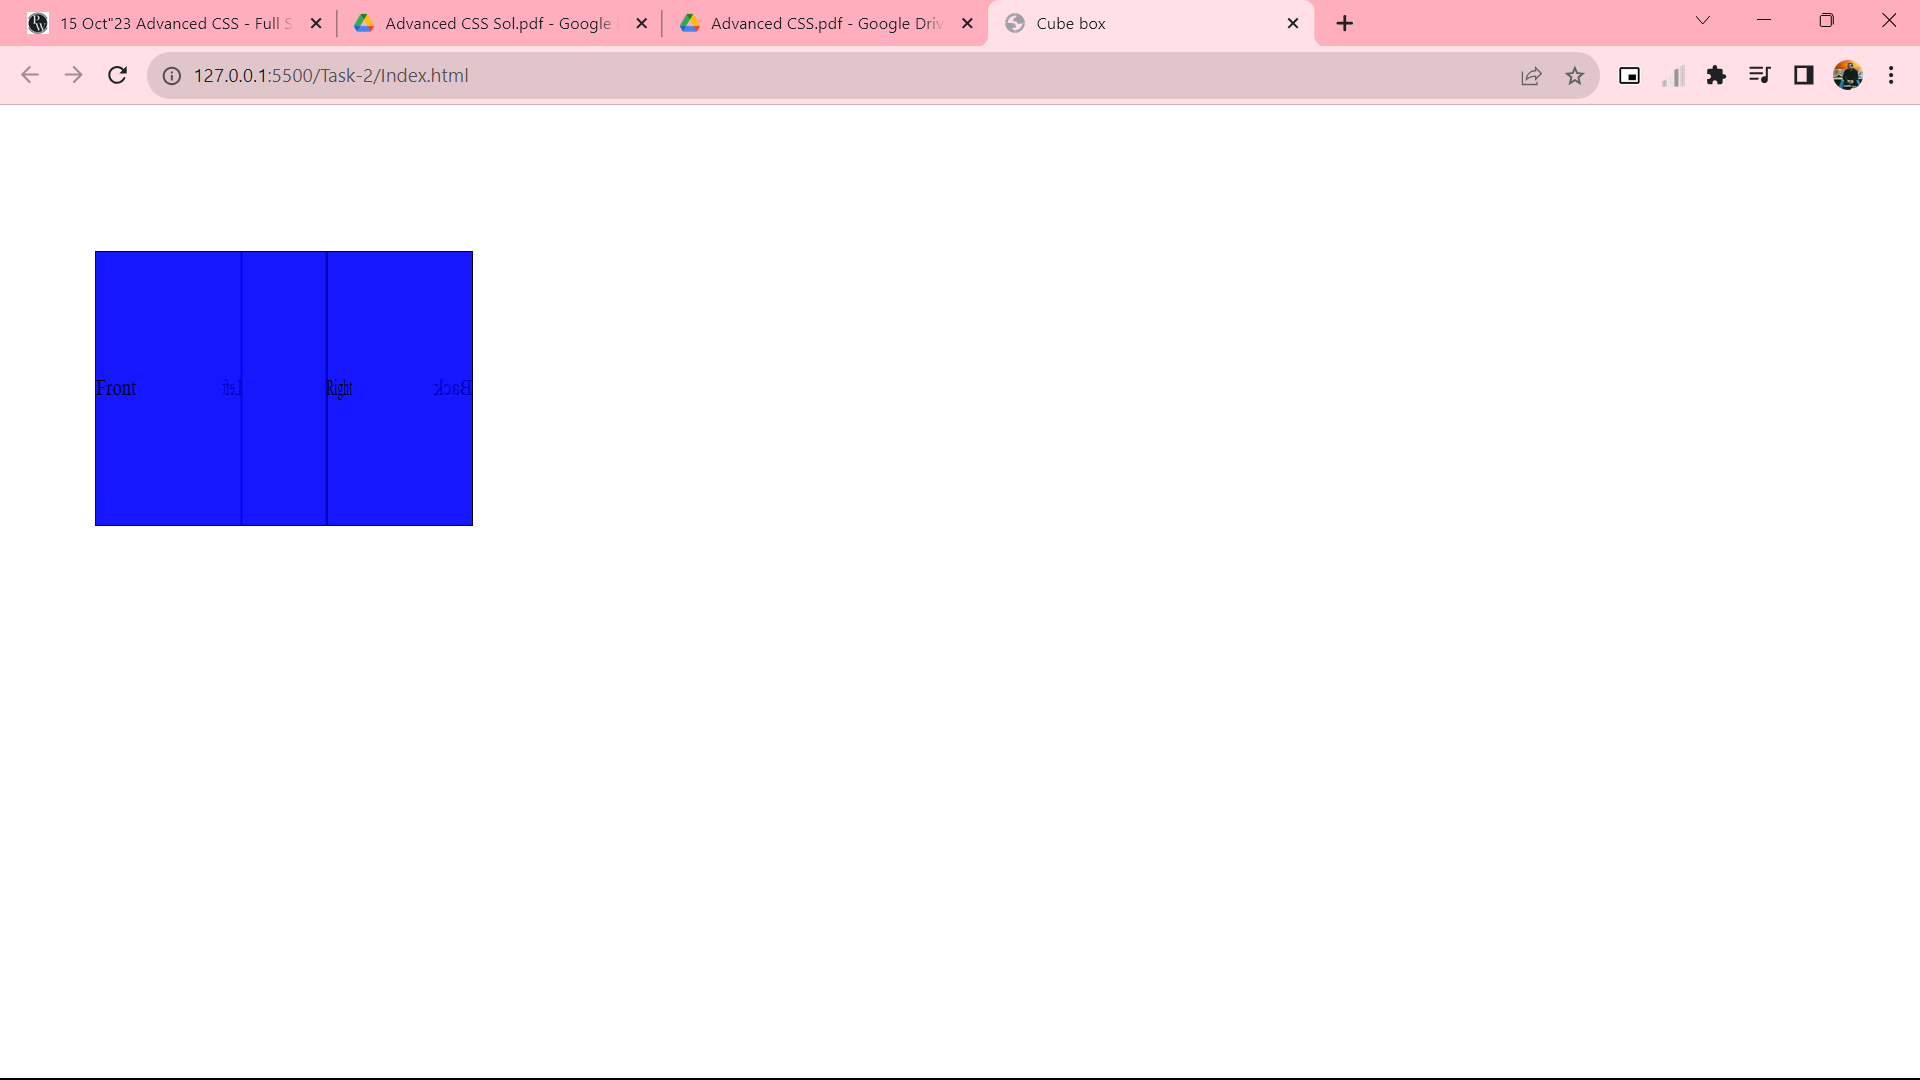 15 Oct"23 Advanced CSS - Full S
Advanced CSS Sol.pdf - Google
Advanced CSS.pdf - Google Driv
Cube box
127.0.0.1:5500/Task-2/Index.html
Front Left Right Back